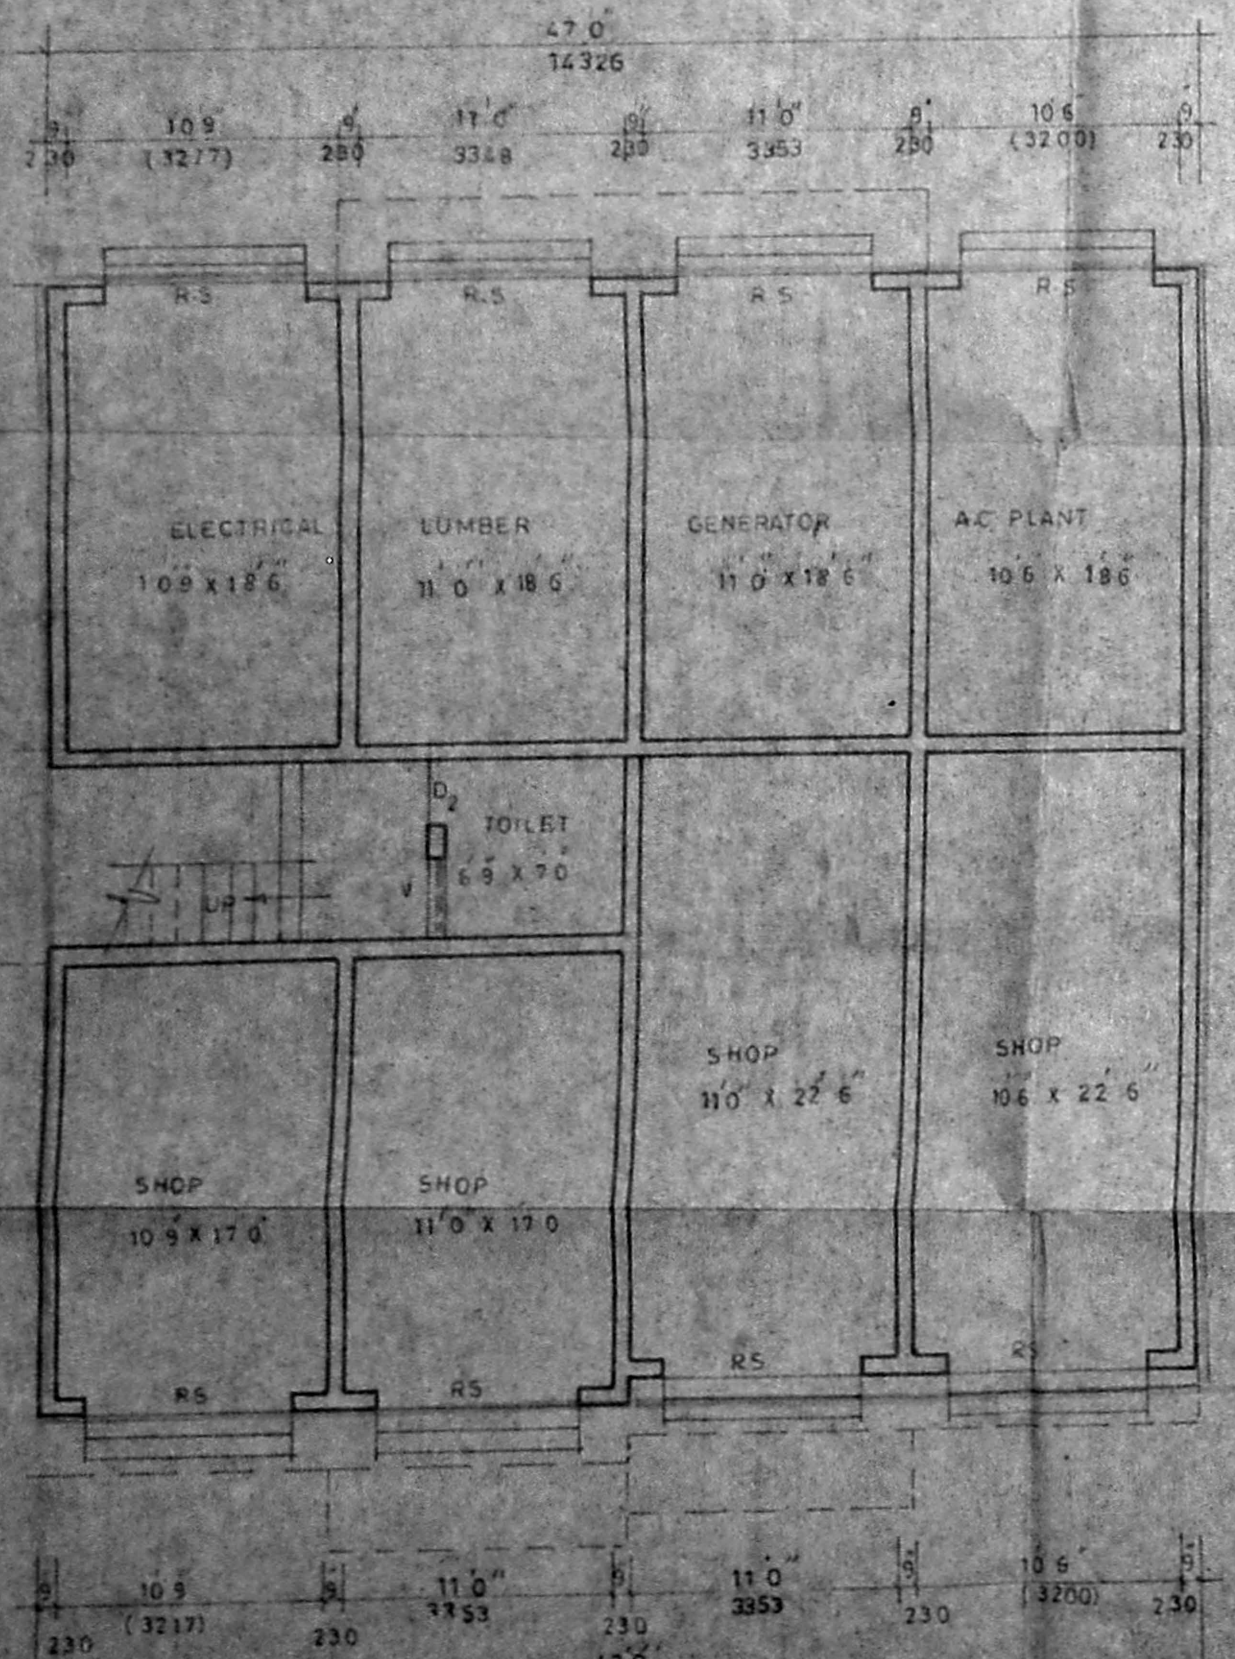 47'0"
14326
9" 10'9 9" 11'0" 9" 11'0" 9" 10'6" 9"
230 (3217) 230 230 3353 230 (3200) 230
R.S R.S R S R S
ELECTRICAL LUMBER GENERATOR A.C PLANT
10'9" X 18'6" 11'0" X 18'6" 11'0" X 18'6" 10'6 X 18'6"
D2
TOILET
6'9" X 7'0"
V
UP
SHOP SHOP
11'0" X 22'6" 10'6" X 22'6"
SHOP SHOP
10'9" X 17'0" 11'0" X 17'0
RS RS
RS RS
9" 10'9" 9" 11'0" 9" 11'0" 9" 10'6" 9"
(3217) 3353 3353 (3200)
230 230 230 230 230